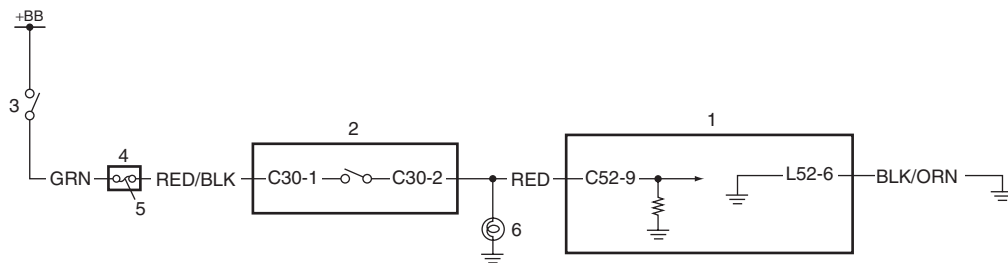 +BB
3
2
1
4
GRN
RED/BLK
C30-1
C30-2
RED
C52-9
L52-6
BLK/ORN
5
6